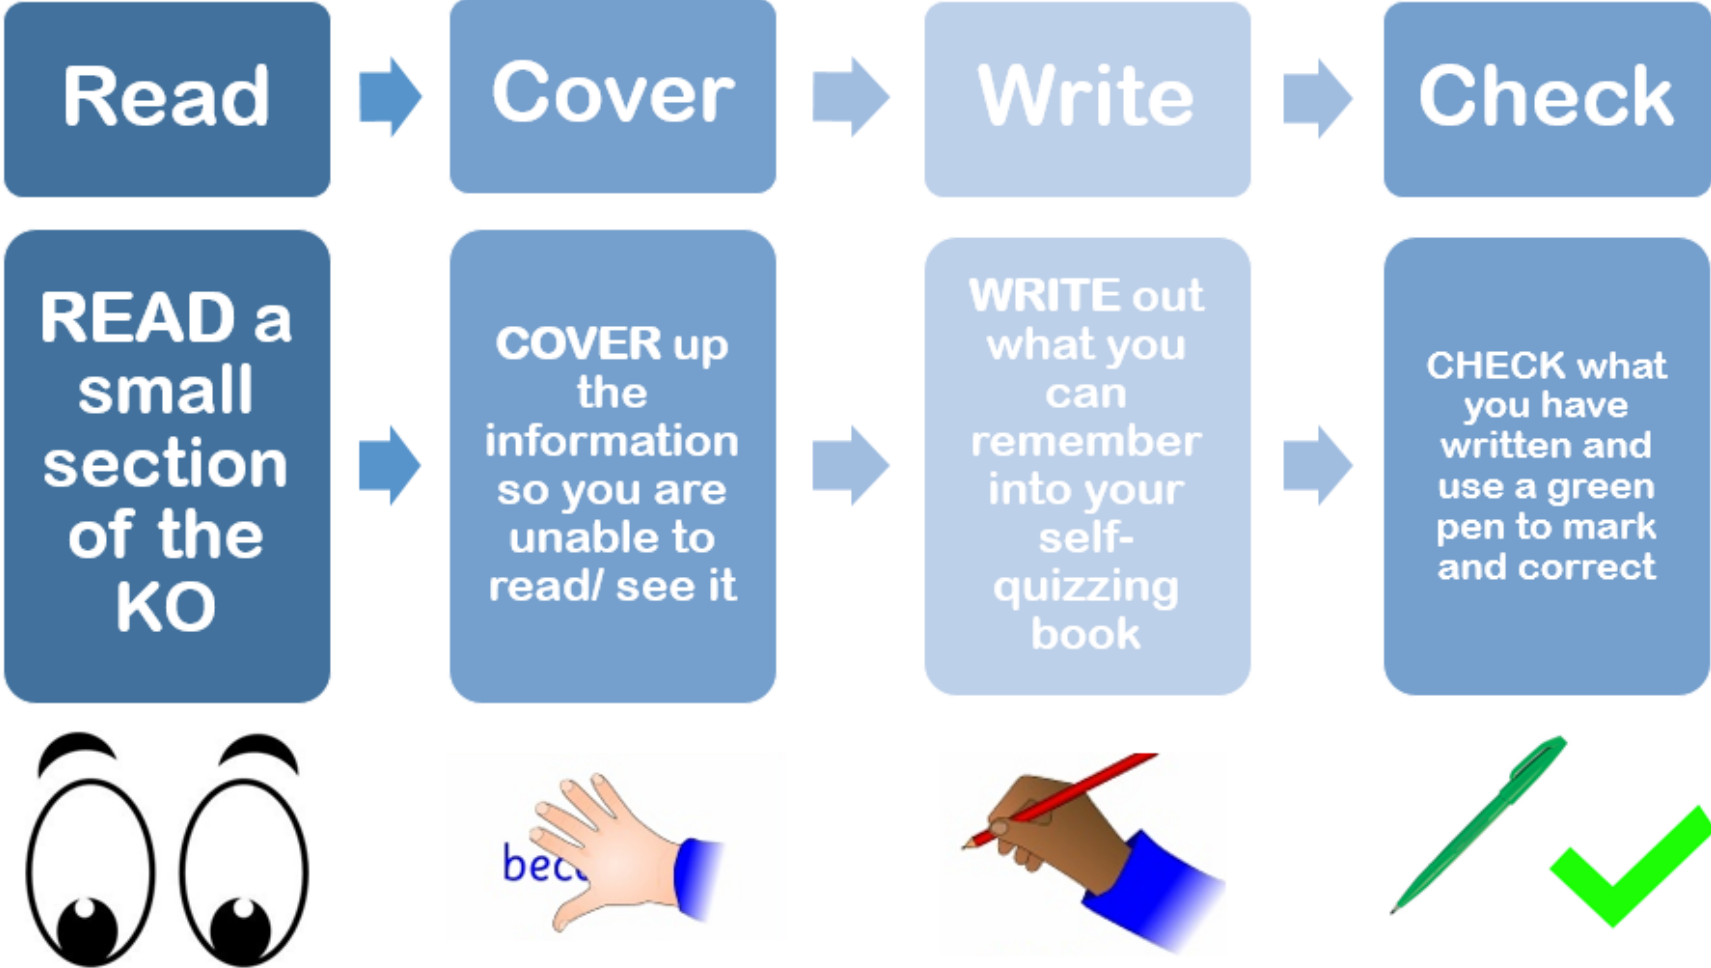 Read
Cover
Write
Check
READ a
small
section
of the
KO
COVER up
the
information
so you are
unable to
read/ see it
WRITE out
what you
can
remember
into your
self-
quizzing
book
CHECK what
you have
written and
use a green
pen to mark
and correct
bec